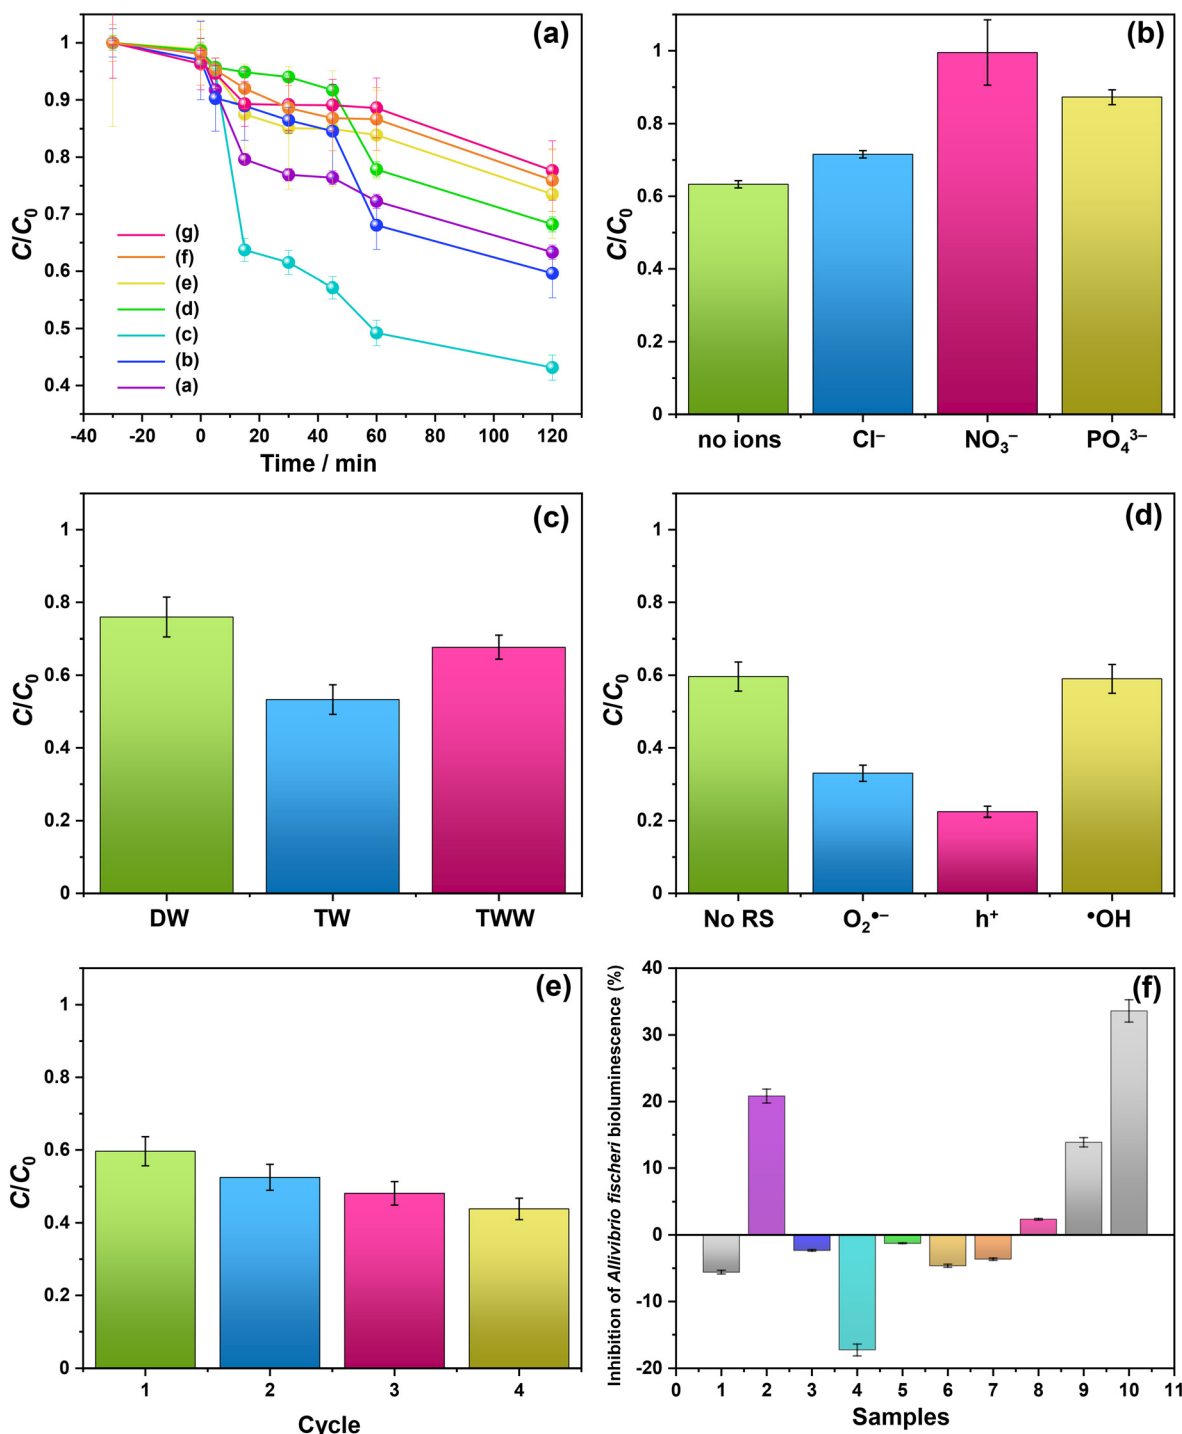 (a)
C/C₀
1
0.9
0.8
0.7
0.6
0.5
0.4
(g)
(f)
(e)
(d)
(c)
(b)
(a)
-40 -20 0 20 40 60 80 100 120
Time / min
(b)
C/C₀
1
0.8
0.6
0.4
0.2
0
no ions Cl⁻ NO₃⁻ PO₄³⁻
(c)
C/C₀
1
0.8
0.6
0.4
0.2
0
DW TW TWW
(d)
C/C₀
1
0.8
0.6
0.4
0.2
0
No RS O₂•⁻ h⁺ •OH
(e)
C/C₀
1
0.8
0.6
0.4
0.2
0
1 2 3 4
Cycle
(f)
Inhibition of Allivibrio fischeri bioluminescence (%)
40
30
20
10
0
-10
-20
0 1 2 3 4 5 6 7 8 9 10 11
Samples